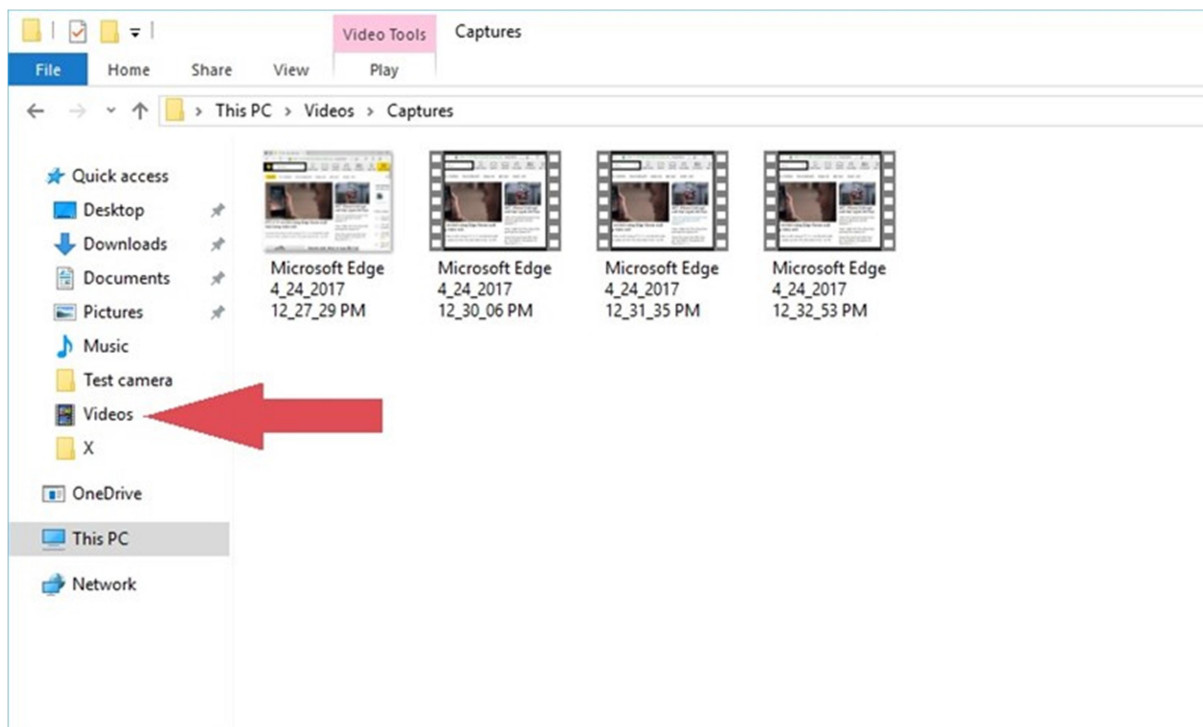 Video Tools
Captures
File
Home
Share
View
Play
This PC > Videos > Captures
Quick access
Desktop
Downloads
Documents
Pictures
Music
Test camera
Videos
X
OneDrive
This PC
Network
Microsoft Edge
4_24_2017
12_27_29 PM
Microsoft Edge
4_24_2017
12_30_06 PM
Microsoft Edge
4_24_2017
12_31_35 PM
Microsoft Edge
4_24_2017
12_32_53 PM